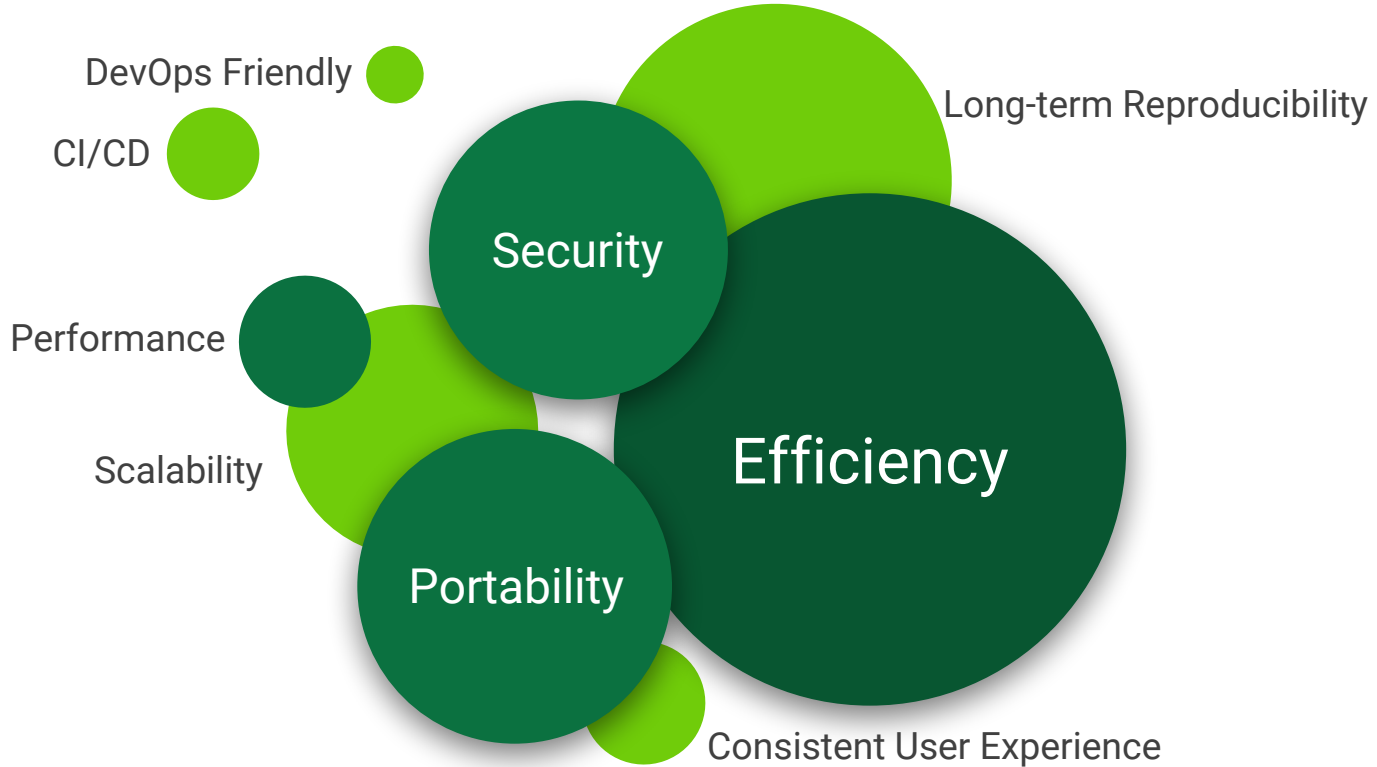 DevOps Friendly
Long-term Reproducibility
CI/CD
Security
Performance
Efficiency
Scalability
Portability
Consistent User Experience